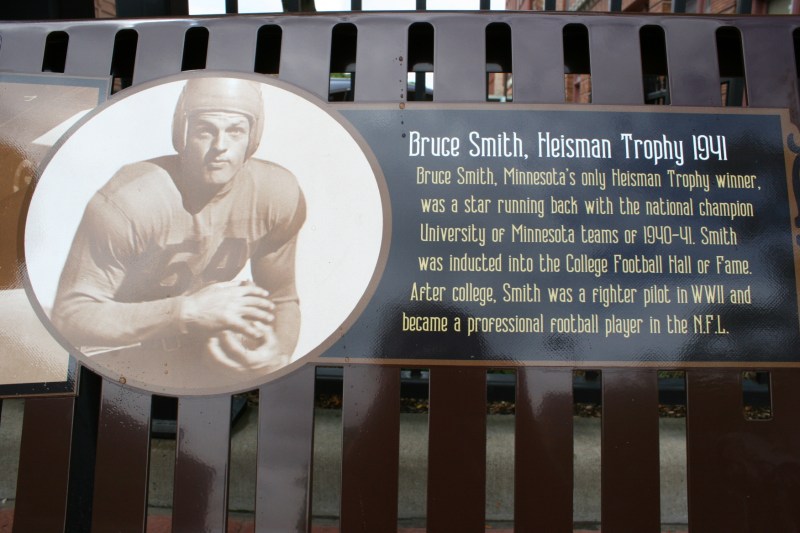 Bruce Smith, Heisman Trophy 1941
Bruce Smith, Minnesota's only Heisman Trophy winner,
was a star running back with the national champion
University of Minnesota teams of 1940-41. Smith
was inducted into the College Football Hall of Fame.
After college, Smith was a fighter pilot in WWII and
became a professional football player in the N.F.L.
54